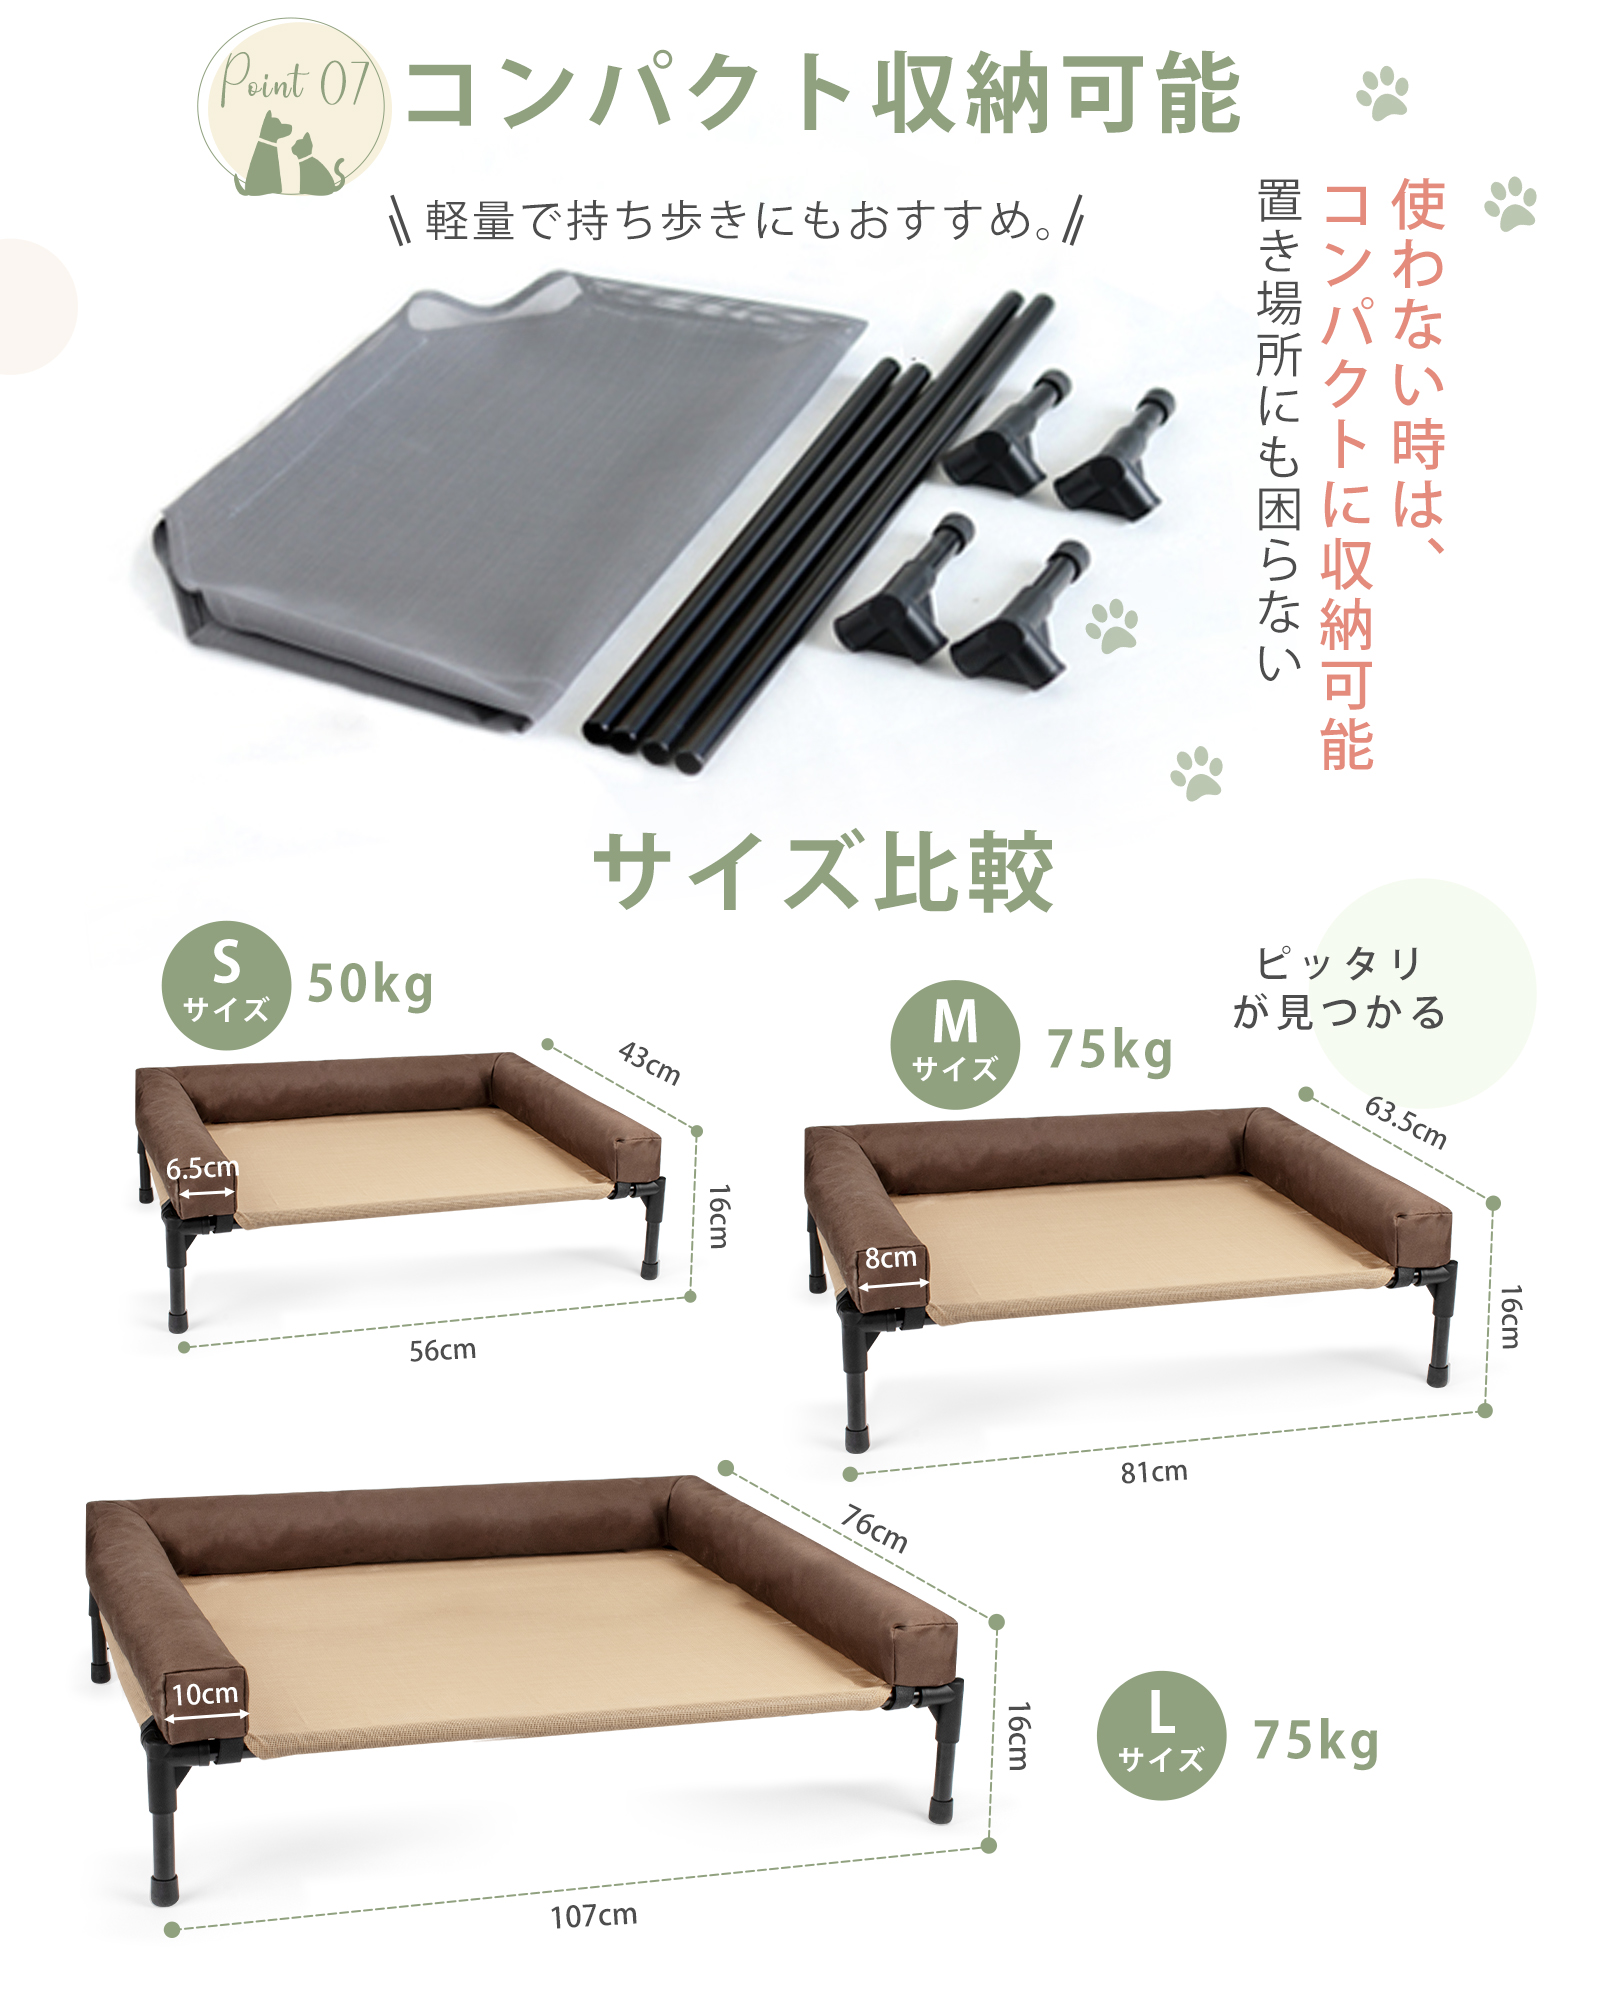 Point 07
コンパクト収納可能
\\ 軽量で持ち歩きにもおすすめ。//
使わない時は、
コンパクトに収納可能
置き場所にも困らない
サイズ比較
ピッタリ
が見つかる
S
サイズ
50kg
43cm
6.5cm
16cm
56cm
M
サイズ
75kg
63.5cm
8cm
16cm
81cm
76cm
10cm
16cm
107cm
L
サイズ
75kg